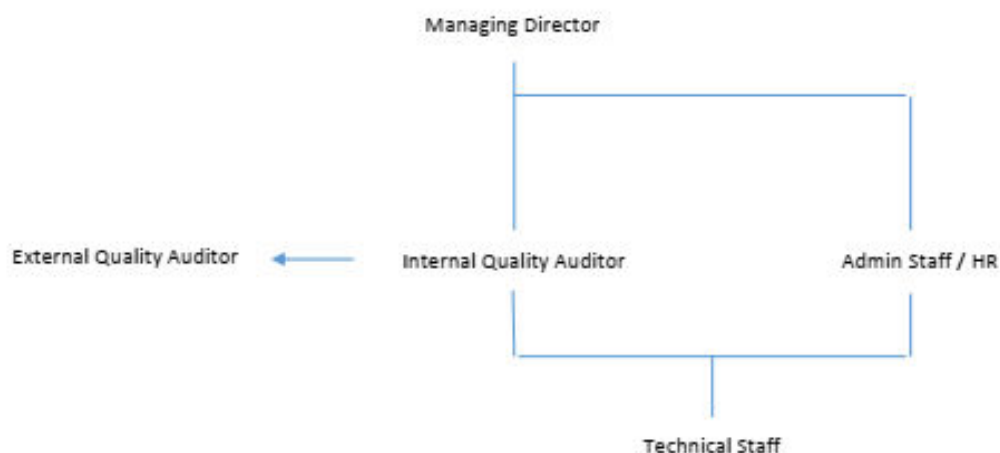 Managing Director
External Quality Auditor
Internal Quality Auditor
Admin Staff / HR
Technical Staff